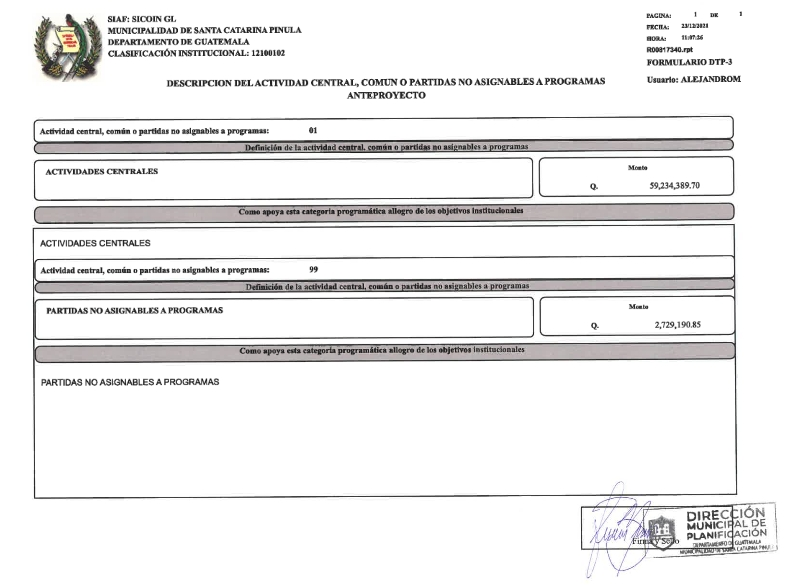 SIAF: SICOIN GL
MUNICIPALIDAD DE SANTA CATARINA PINULA
DEPARTAMENTO DE GUATEMALA
CLASIFICACIÓN INSTITUCIONAL: 12100102
PAGINA: 1 DE 1
FECHA: 23/12/2021
HORA: 11:07:26
R00817340.rpt
FORMULARIO DTP-3
Usuario: ALEJANDROM
DESCRIPCION DEL ACTIVIDAD CENTRAL, COMUN O PARTIDAS NO ASIGNABLES A PROGRAMAS
ANTEPROYECTO
Actividad central, común o partidas no asignables a programas: 01
Definición de la actividad central, común o partidas no asignables a programas
ACTIVIDADES CENTRALES
Monto
Q. 59,234,389.70
Como apoya esta categoría programática allogro de los objetivos institucionales
ACTIVIDADES CENTRALES
Actividad central, común o partidas no asignables a programas: 99
Definición de la actividad central, común o partidas no asignables a programas
PARTIDAS NO ASIGNABLES A PROGRAMAS
Monto
Q. 2,729,190.85
Como apoya esta categoría programática allogro de los objetivos institucionales
PARTIDAS NO ASIGNABLES A PROGRAMAS
Firma y Sello
DIRECCIÓN
MUNICIPAL DE
PLANIFICACIÓN
DEPARTAMENTO DE GUATEMALA
MUNICIPALIDAD DE SANTA CATARINA PINULA